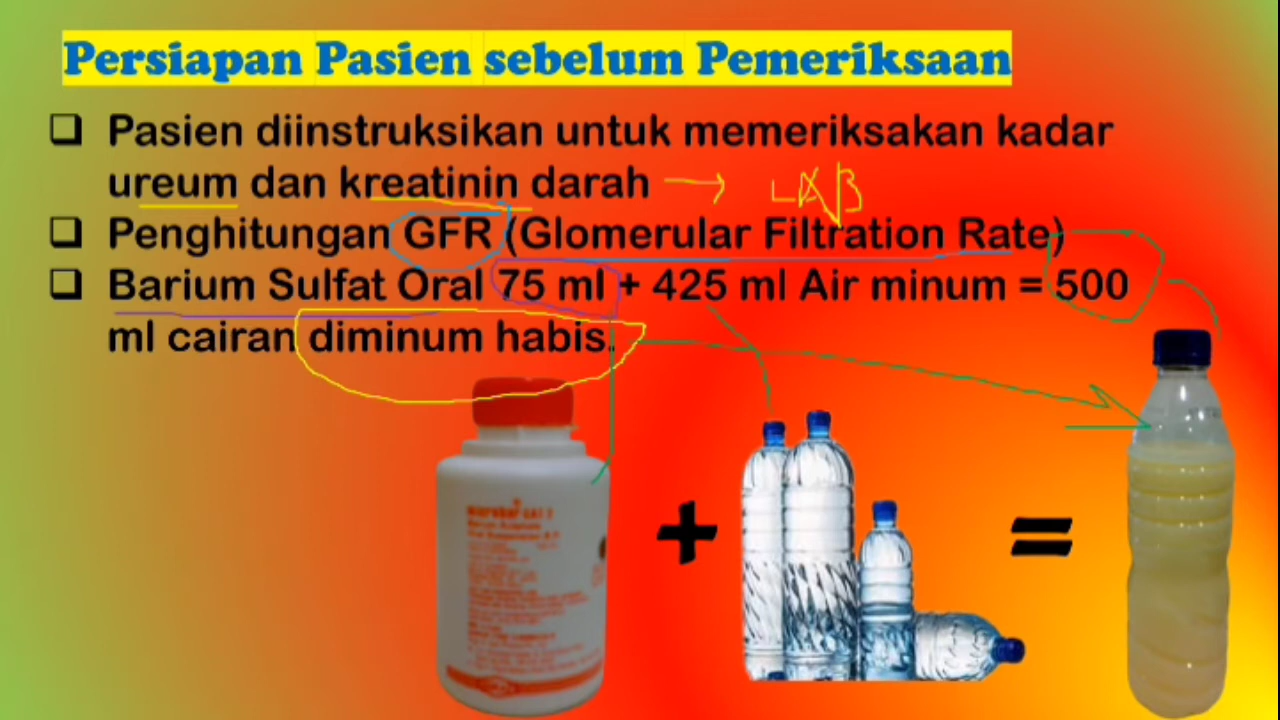 Persiapan Pasien sebelum Pemeriksaan
❑ Pasien diinstruksikan untuk memeriksakan kadar
ureum dan kreatinin darah → LAB
❑ Penghitungan GFR (Glomerular Filtration Rate)
❑ Barium Sulfat Oral 75 ml + 425 ml Air minum = 500
ml cairan diminum habis.
+ =